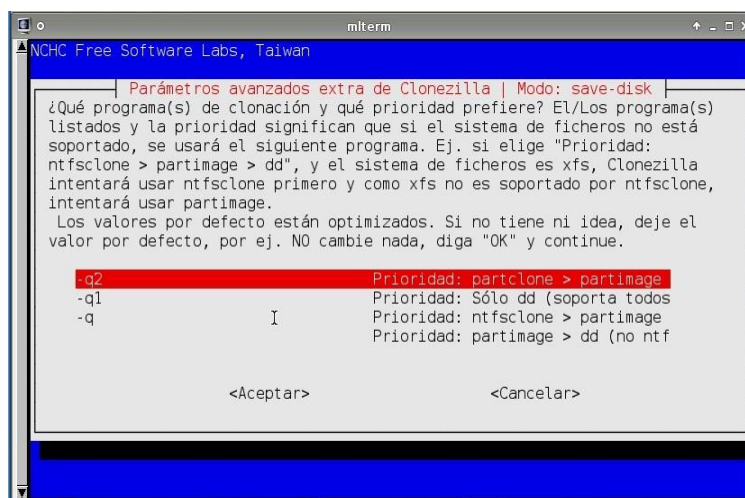 mlterm
NCHC Free Software Labs, Taiwan
Parámetros avanzados extra de Clonezilla | Modo: save-disk
¿Qué programa(s) de clonación y qué prioridad prefiere? El/Los programa(s)
listados y la prioridad significan que si el sistema de ficheros no está
soportado, se usará el siguiente programa. Ej. si elige "Prioridad:
ntfsclone > partimage > dd", y el sistema de ficheros es xfs, Clonezilla
intentará usar ntfsclone primero y como xfs no es soportado por ntfsclone,
intentará usar partimage.
Los valores por defecto están optimizados. Si no tiene ni idea, deje el
valor por defecto, por ej. NO cambie nada, diga "OK" y continue.
-q2 Prioridad: partclone > partimage
-q1 Prioridad: Sólo dd (soporta todos
-q Prioridad: ntfsclone > partimage
Prioridad: partimage > dd (no ntf
<Aceptar> <Cancelar>